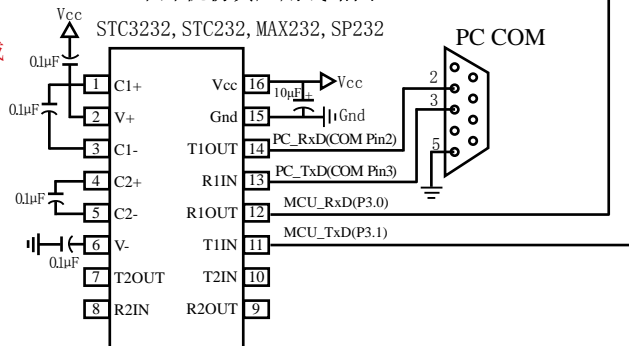 Vcc
STC3232, STC232, MAX232, SP232
PC COM
0.1μF
1 C1+ Vcc 16 Vcc
0.1μF
10μF +
2 V+ Gnd 15 Gnd
3 C1- T1OUT 14 PC_RxD(COM Pin2)
4 C2+ R1IN 13 PC_TxD(COM Pin3)
0.1μF
5 C2- R1OUT 12 MCU_RxD(P3.0)
6 V- T1IN 11 MCU_TxD(P3.1)
0.1μF
7 T2OUT T2IN 10
8 R2IN R2OUT 9
2
3
5